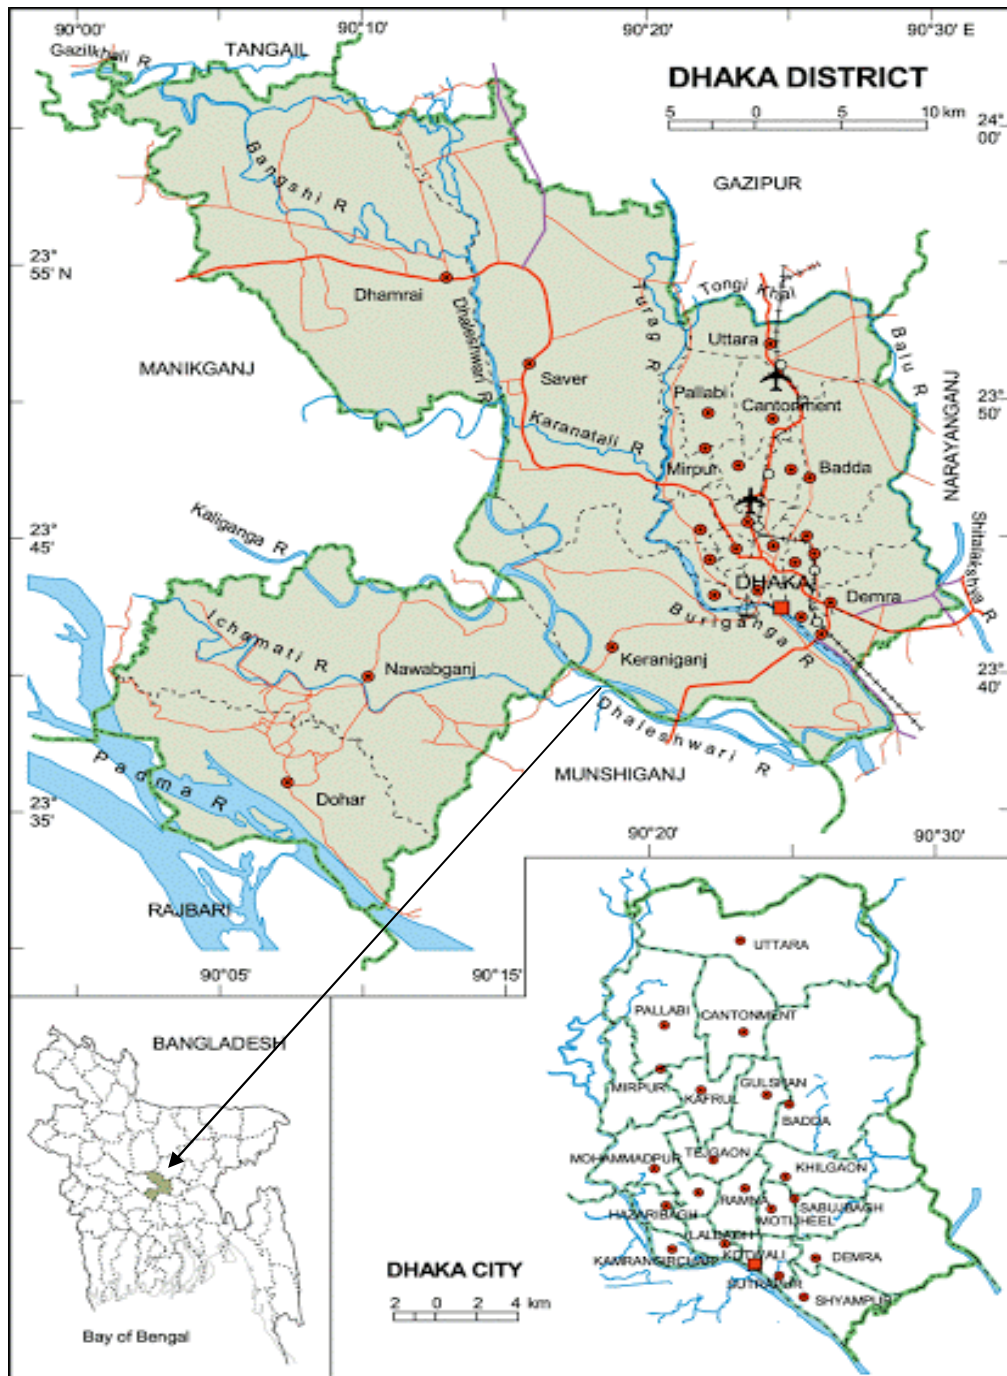 90°00'
90°10'
90°20'
90°30' E
Gazilkhali R
TANGAIL
DHAKA DISTRICT
5 0 5 10 km
24°
00'
GAZIPUR
Bangshi R
23°
55' N
Dhamrai
Dhaleshwari R
Turag R
Tongi Khal
Uttara
Balu R
MANIKGANJ
Saver
Pallabi
Cantonment
23°
50'
Karanatali R
Mirpur
Badda
NARAYANGANJ
Kaliganga R
23°
45'
Shitalakshya R
DHAKA
Demra
Ichamati R
Buriganga R
Nawabganj
Keraniganj
23°
40'
Dhaleshwari R
Padma R
MUNSHIGANJ
Dohar
23°
35'
90°20'
90°30'
RAJBARI
90°05'
90°15'
UTTARA
PALLABI
CANTONMENT
BANGLADESH
MIRPUR
KAFRUL
GULSHAN
BADDA
MOHAMMADPUR
TEJGAON
KHILGAON
HAZARIBAGH
RAMNA
SABUJBAGH
MOTIJHEEL
LALBAGH
KOTWALI
KAMRANGIRCHAR
DEMRA
SUTRAPUR
SHYAMPUR
DHAKA CITY
2 0 2 4 km
Bay of Bengal